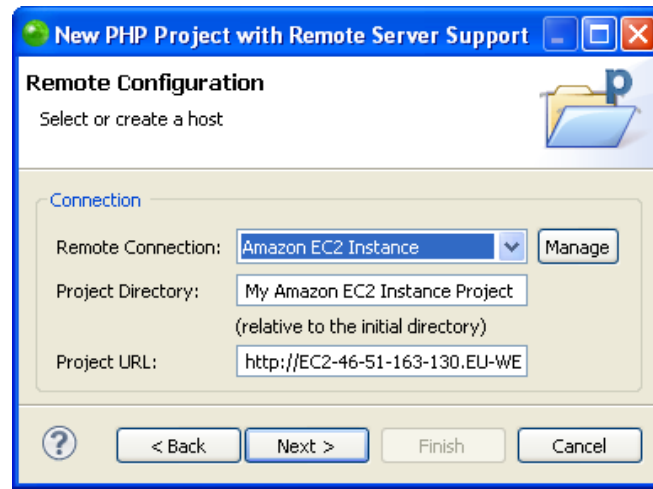 New PHP Project with Remote Server Support
Remote Configuration
Select or create a host
p
Connection
Remote Connection: Amazon EC2 Instance Manage
Project Directory: My Amazon EC2 Instance Project
(relative to the initial directory)
Project URL: http://EC2-46-51-163-130.EU-WE
? < Back Next > Finish Cancel